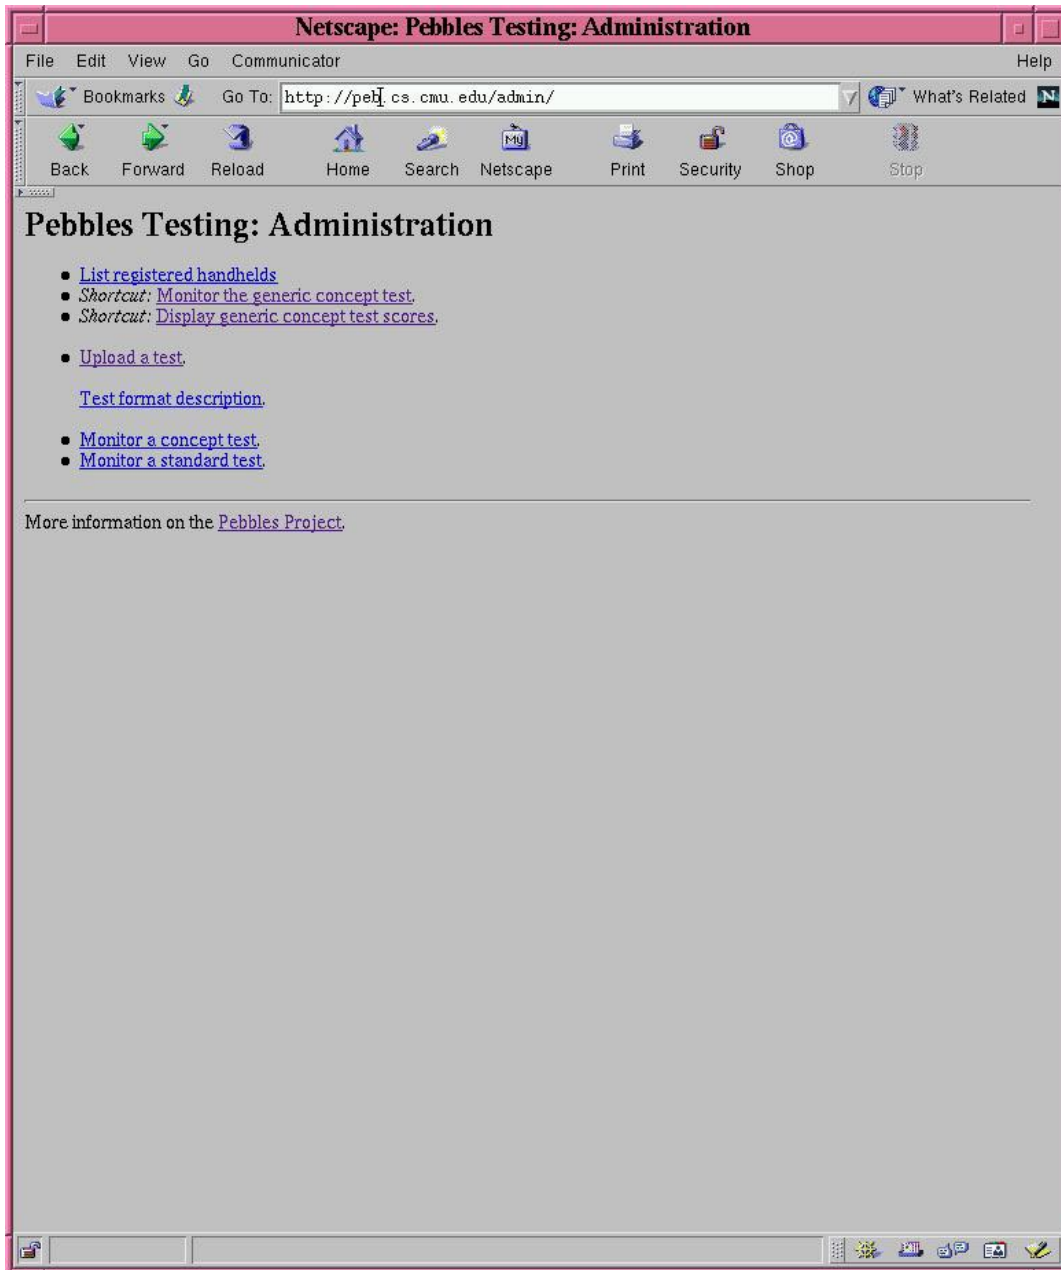 Netscape: Pebbles Testing: Administration
File Edit View Go Communicator Help
Bookmarks Go To: http://peb.cs.cmu.edu/admin/ What's Related N
My
Back Forward Reload Home Search Netscape Print Security Shop Stop
Pebbles Testing: Administration
List registered handhelds
Shortcut: Monitor the generic concept test.
Shortcut: Display generic concept test scores.
Upload a test.
Test format description.
Monitor a concept test.
Monitor a standard test.
More information on the Pebbles Project.